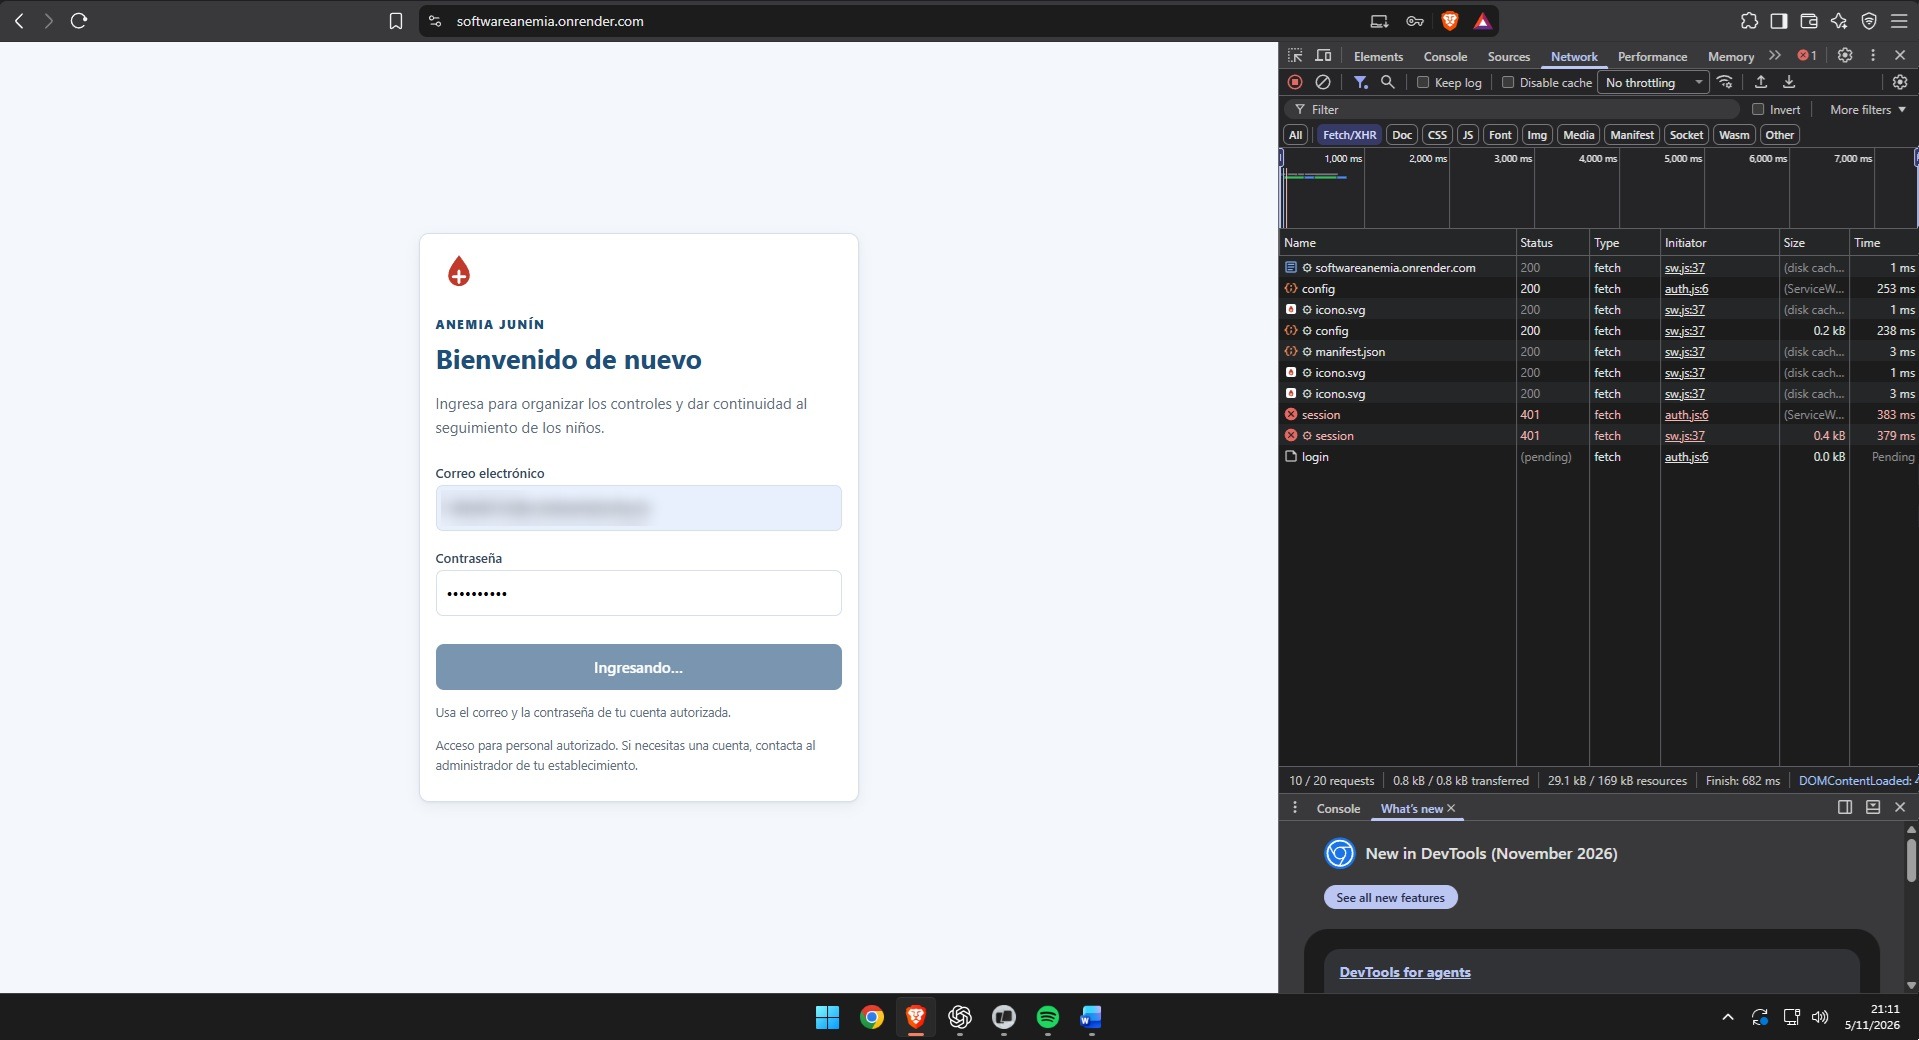 softwareanemia.onrender.com
Elements Console Sources Network Performance Memory 1
Keep log Disable cache No throttling
Filter Invert More filters
All Fetch/XHR Doc CSS JS Font Img Media Manifest Socket Wasm Other
1,000 ms 2,000 ms 3,000 ms 4,000 ms 5,000 ms 6,000 ms 7,000 ms
Name Status Type Initiator Size Time
softwareanemia.onrender.com 200 fetch sw.js:37 (disk cach... 1 ms
config 200 fetch auth.js:6 (ServiceW... 253 ms
icono.svg 200 fetch sw.js:37 (disk cach... 1 ms
config 200 fetch sw.js:37 0.2 kB 238 ms
manifest.json 200 fetch sw.js:37 (disk cach... 3 ms
icono.svg 200 fetch sw.js:37 (disk cach... 1 ms
icono.svg 200 fetch sw.js:37 (disk cach... 3 ms
session 401 fetch auth.js:6 (ServiceW... 383 ms
session 401 fetch sw.js:37 0.4 kB 379 ms
login (pending) fetch auth.js:6 0.0 kB Pending
10 / 20 requests 0.8 kB / 0.8 kB transferred 29.1 kB / 169 kB resources Finish: 682 ms DOMContentLoaded:
Console What's new
New in DevTools (November 2026)
See all new features
DevTools for agents
ANEMIA JUNÍN
Bienvenido de nuevo
Ingresa para organizar los controles y dar continuidad al
seguimiento de los niños.
Correo electrónico
Contraseña
••••••••••
Ingresando...
Usa el correo y la contraseña de tu cuenta autorizada.
Acceso para personal autorizado. Si necesitas una cuenta, contacta al
administrador de tu establecimiento.
21:11
5/11/2026